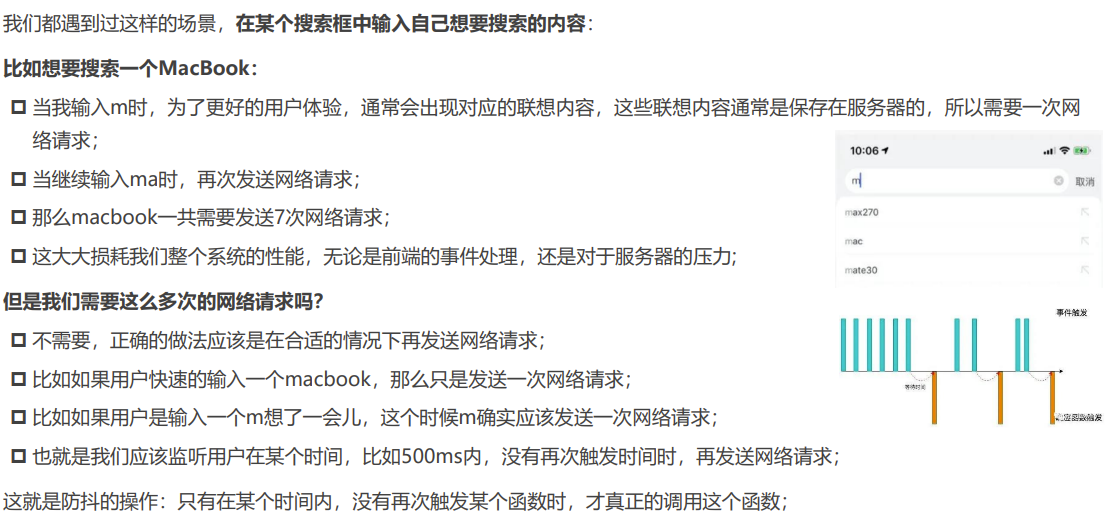 我们都遇到过这样的场景，在某个搜索框中输入自己想要搜索的内容：
比如想要搜索一个MacBook：
当我输入m时，为了更好的用户体验，通常会出现对应的联想内容，这些联想内容通常是保存在服务器的，所以需要一次网
络请求；
当继续输入ma时，再次发送网络请求；
那么macbook一共需要发送7次网络请求；
这大大损耗我们整个系统的性能，无论是前端的事件处理，还是对于服务器的压力;
但是我们需要这么多次的网络请求吗？
不需要，正确的做法应该是在合适的情况下再发送网络请求；
比如如果用户快速的输入一个macbook，那么只是发送一次网络请求；
比如如果用户是输入一个m想了一会儿，这个时候m确实应该发送一次网络请求；
也就是我们应该监听用户在某个时间，比如500ms内，没有再次触发时间时，再发送网络请求；
这就是防抖的操作：只有在某个时间内，没有再次触发某个函数时，才真正的调用这个函数；
10:06
m
取消
max270
mac
mate30
事件触发
等待时间
函数触发